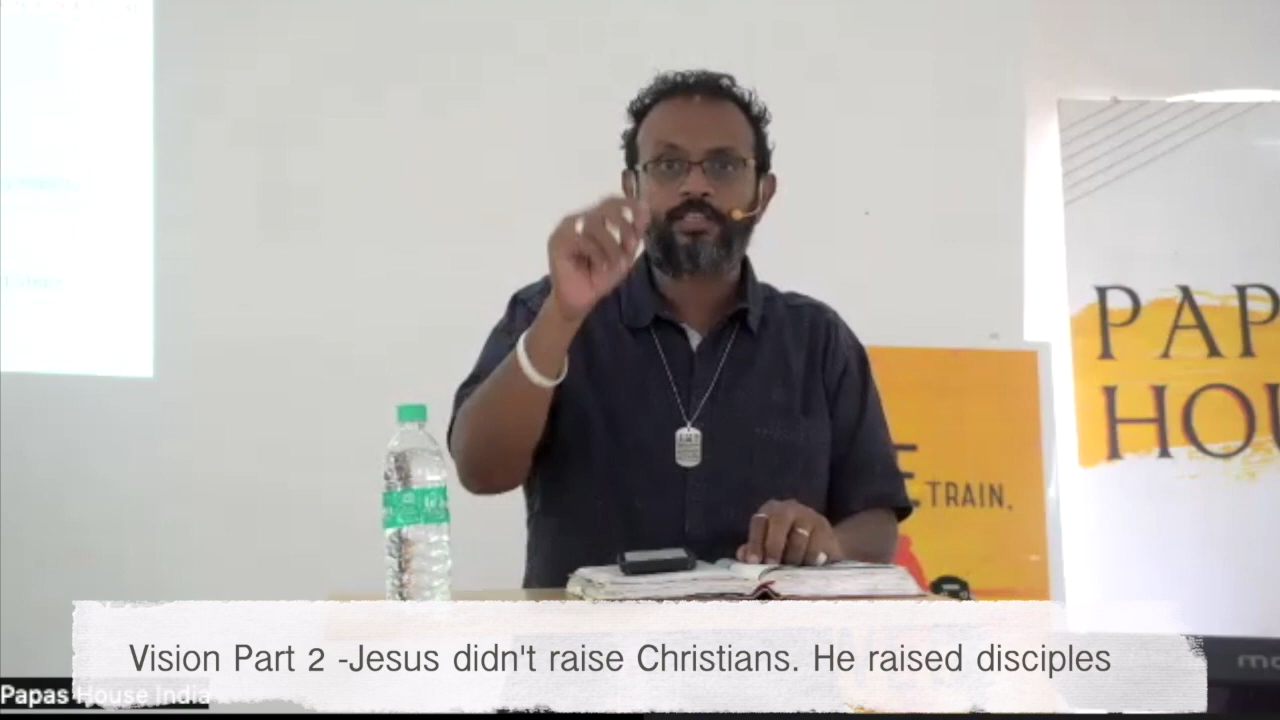 PAP
HOU
TRAIN,
Vision Part 2 -Jesus didn't raise Christians. He raised disciples
Papas House India